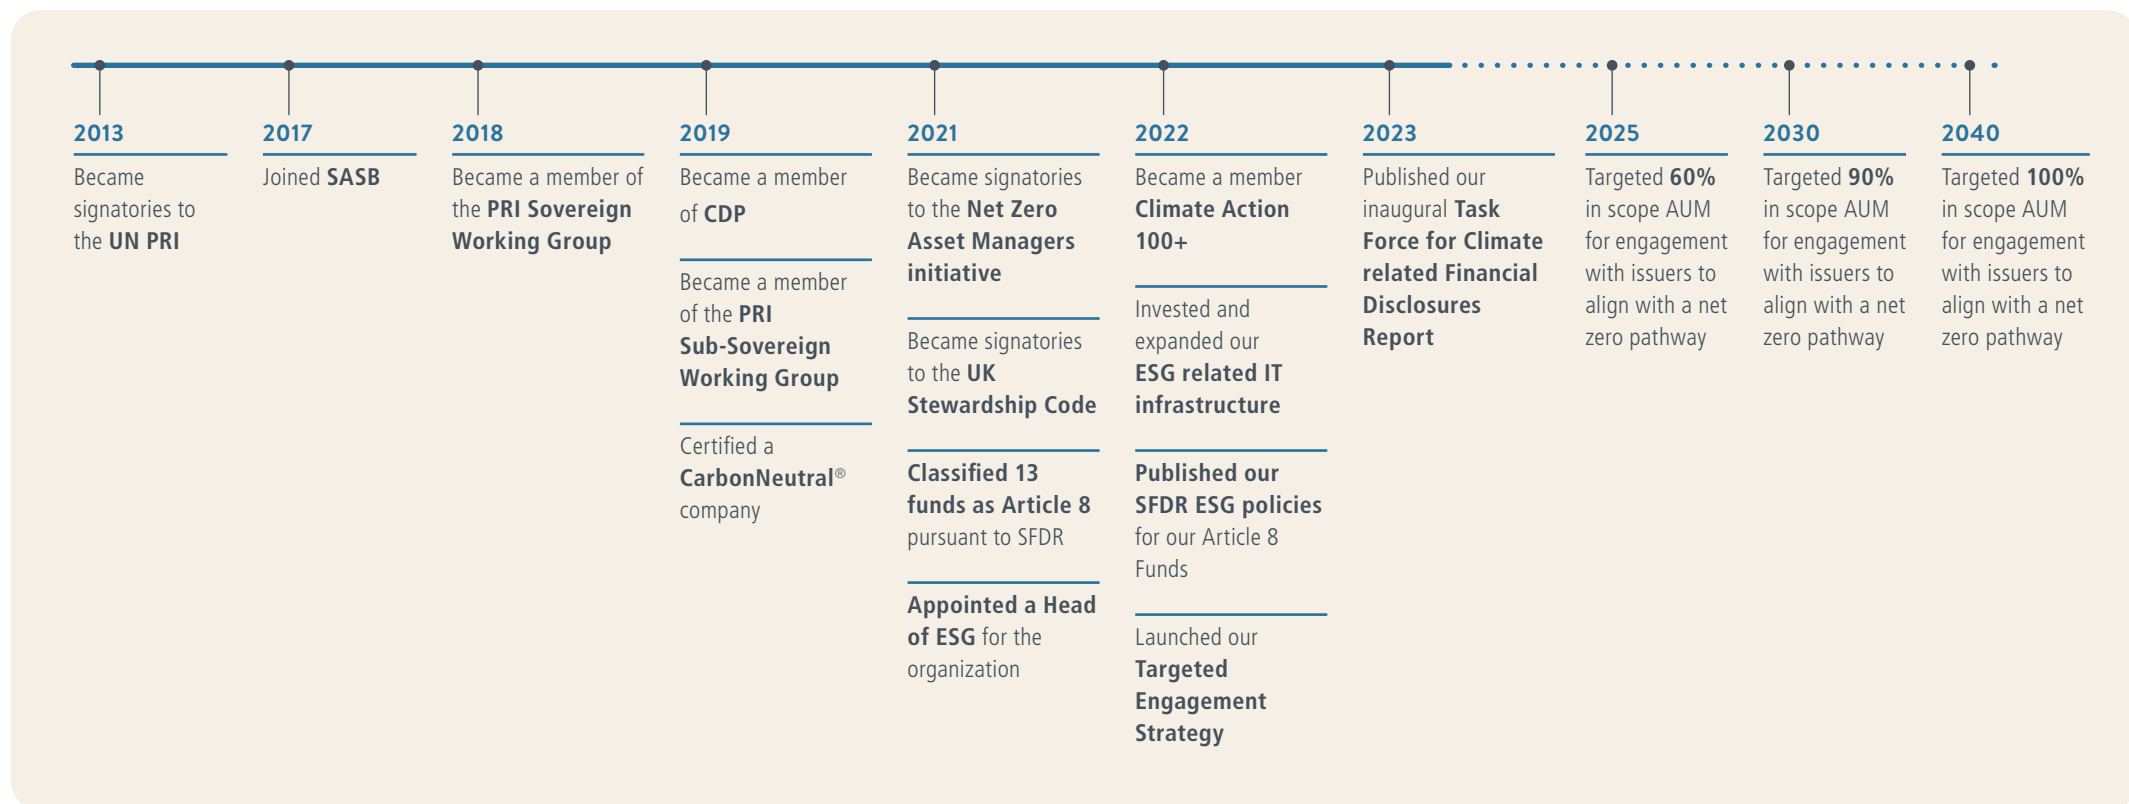 2013
Became
signatories to
the UN PRI
2017
Joined SASB
2018
Became a member of
the PRI Sovereign
Working Group
2019
Became a member
of CDP
Became a member
of the PRI
Sub-Sovereign
Working Group
Certified a
CarbonNeutral®
company
2021
Became signatories
to the Net Zero
Asset Managers
initiative
Became signatories
to the UK
Stewardship Code
Classified 13
funds as Article 8
pursuant to SFDR
Appointed a Head
of ESG for the
organization
2022
Became a member
Climate Action
100+
Invested and
expanded our
ESG related IT
infrastructure
Published our
SFDR ESG policies
for our Article 8
Funds
Launched our
Targeted
Engagement
Strategy
2023
Published our
inaugural Task
Force for Climate
related Financial
Disclosures
Report
2025
Targeted 60%
in scope AUM
for engagement
with issuers to
align with a net
zero pathway
2030
Targeted 90%
in scope AUM
for engagement
with issuers to
align with a net
zero pathway
2040
Targeted 100%
in scope AUM
for engagement
with issuers to
align with a net
zero pathway